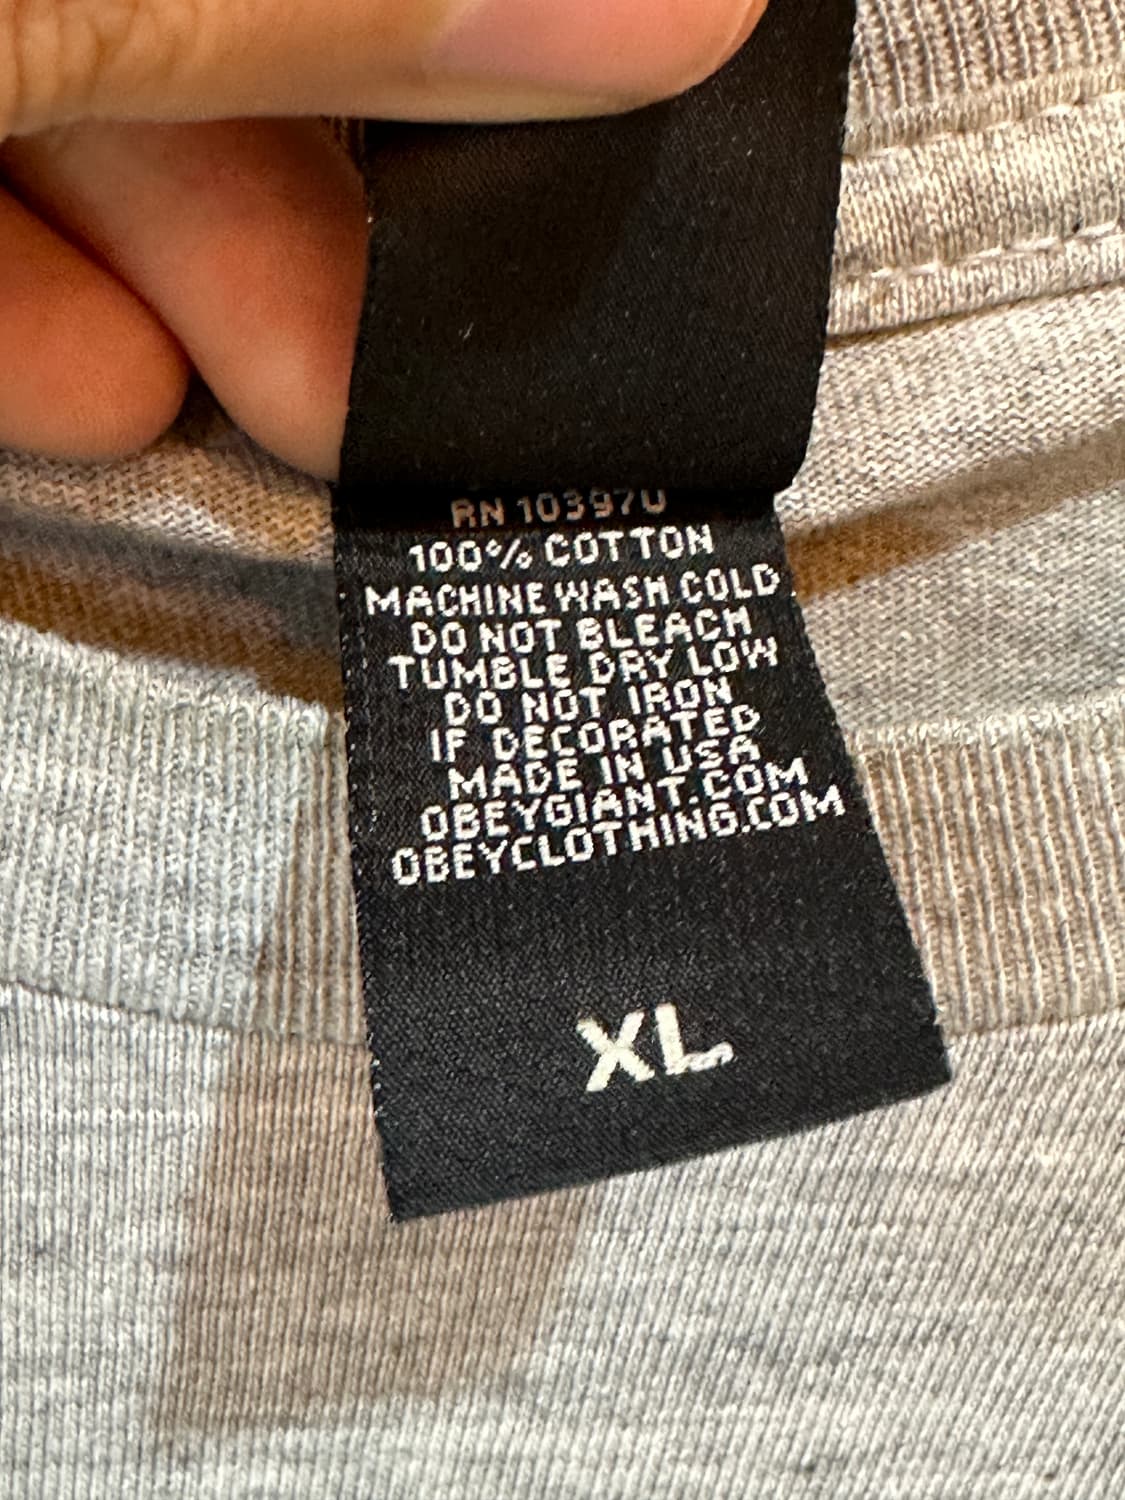 RN 103970
100% COTTON
MACHINE WASH COLD
DO NOT BLEACH
TUMBLE DRY LOW
DO NOT IRON
IF DECORATED
MADE IN USA
OBEYGIANT.COM
OBEYCLOTHING.COM
XL